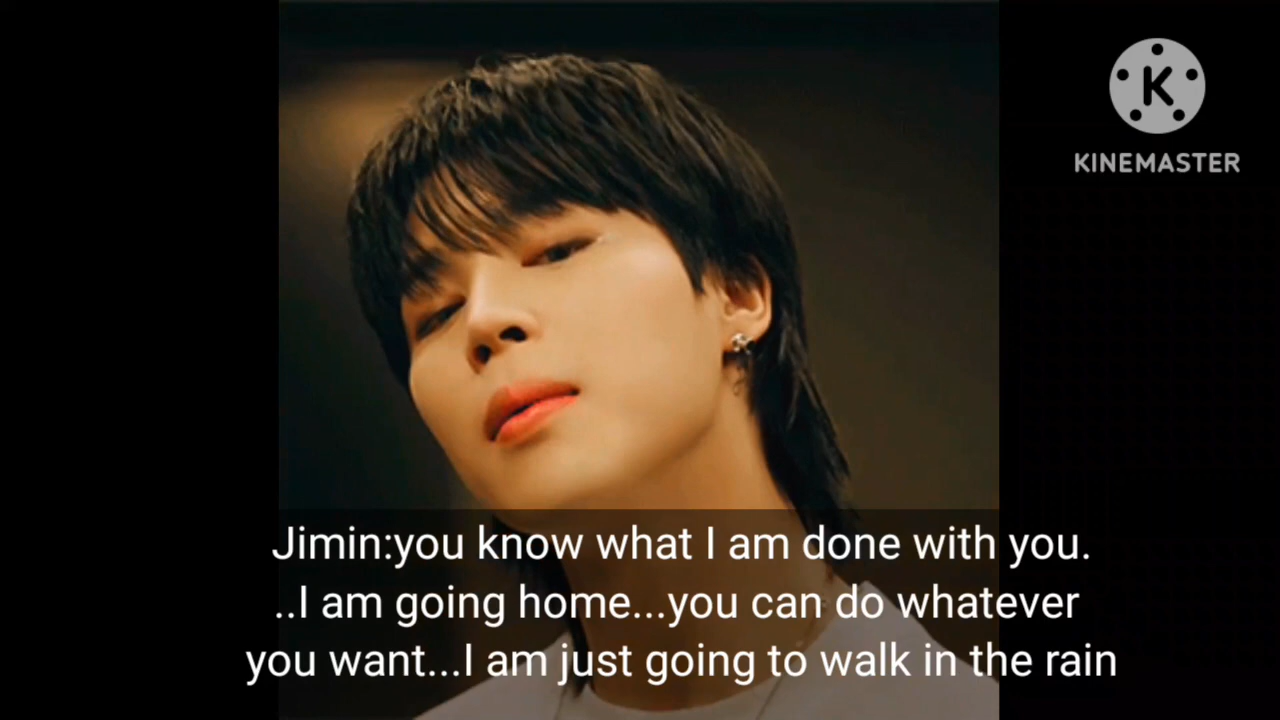 KINEMASTER
Jimin:you know what I am done with you.
..I am going home...you can do whatever
you want...I am just going to walk in the rain